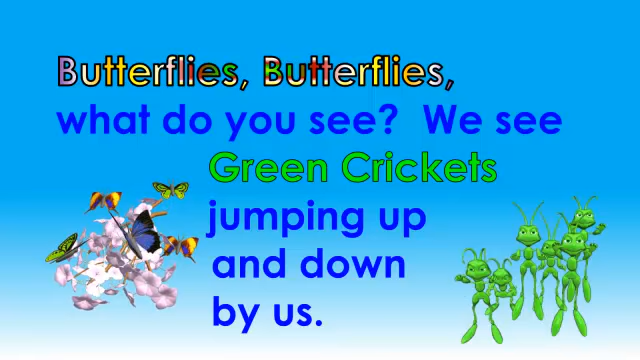 Butterflies, Butterflies,
what do you see? We see
Green Crickets
jumping up
and down
by us.